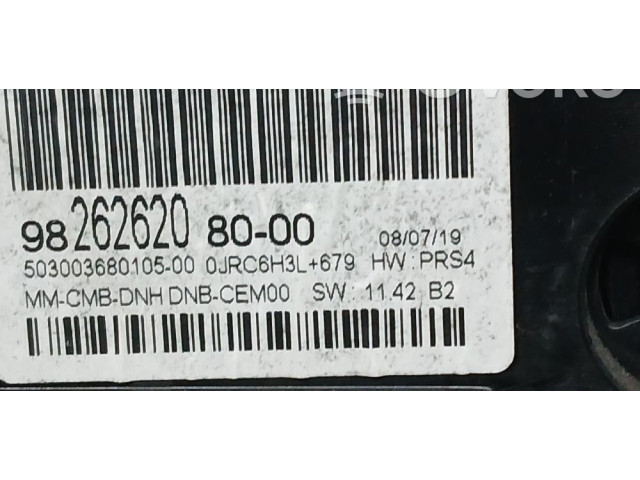 98 262620 80-00 08/07/19
503003680105-00 0JRC6H3L+679 HW: PRS4
MM-CMB-DNH DNB-CEM00 SW: 11.42 B2